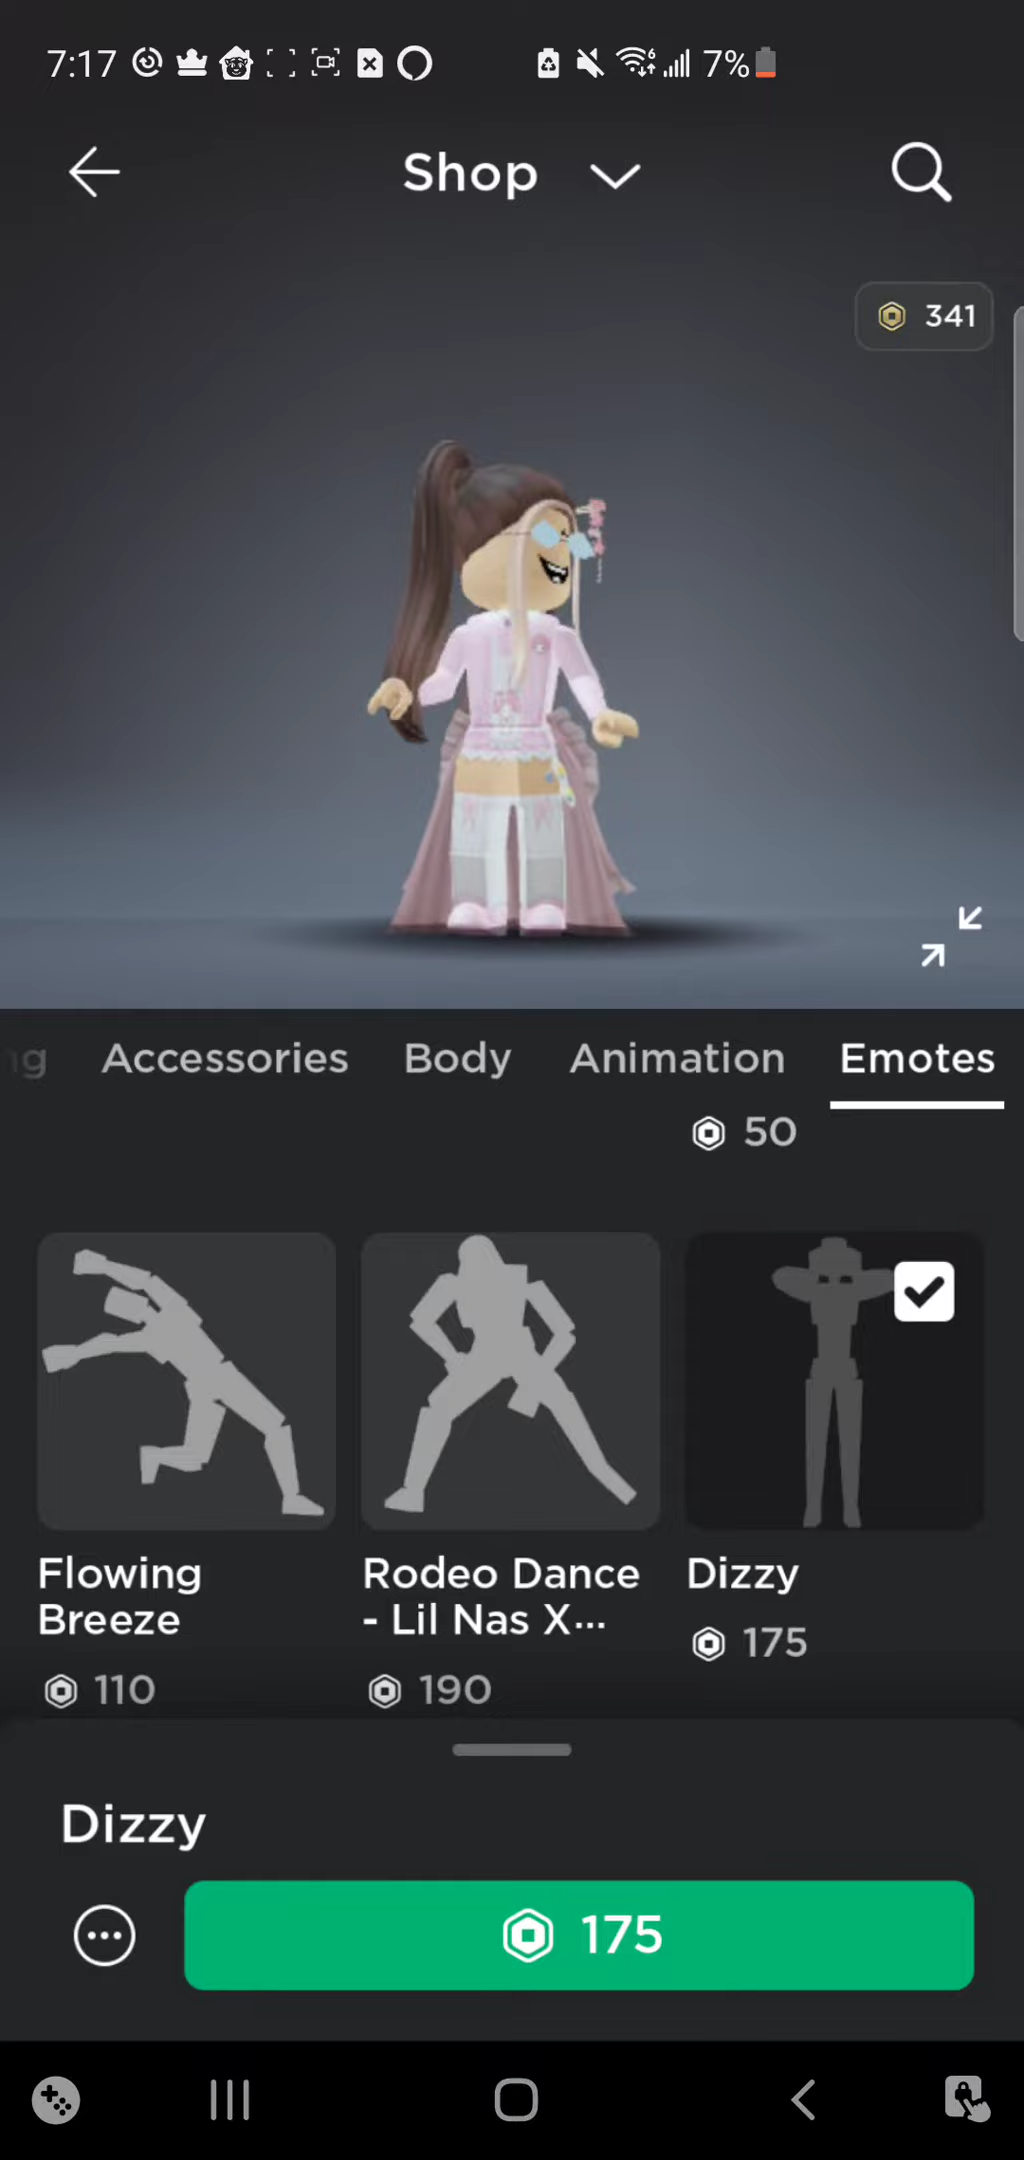 7:17
7%
Shop
341
ng Accessories Body Animation Emotes
50
Flowing
Breeze
110
Rodeo Dance
- Lil Nas X...
190
Dizzy
175
Dizzy
175